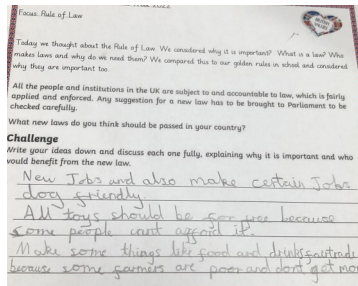 Focus: Rule of Law
Today we thought about the Rule of Law. We considered why it is important? What is a law? Who
makes laws and why do we need them? We compared this to our golden rules in school and considered
why they are important too.
All the people and institutions in the UK are subject to and accountable to law, which is fairly
applied and enforced. Any suggestion for a new law has to be brought to Parliament to be
checked carefully.
What new laws do you think should be passed in your country?
Challenge
Write your ideas down and discuss each one fully, explaining why it is important and who
would benefit from the new law.
New Jobs and also make certain Jobs
dog friendly
All toys should be for free because
some people cant afford it.
Make some things like food and drinks fairtrade
because some farmers are poor and dont get mon